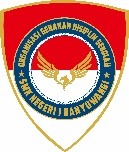 ORGANISASI GERAKAN DISIPLIN SEKOLAH
SMK NEGERI 1 BANYUWANGI